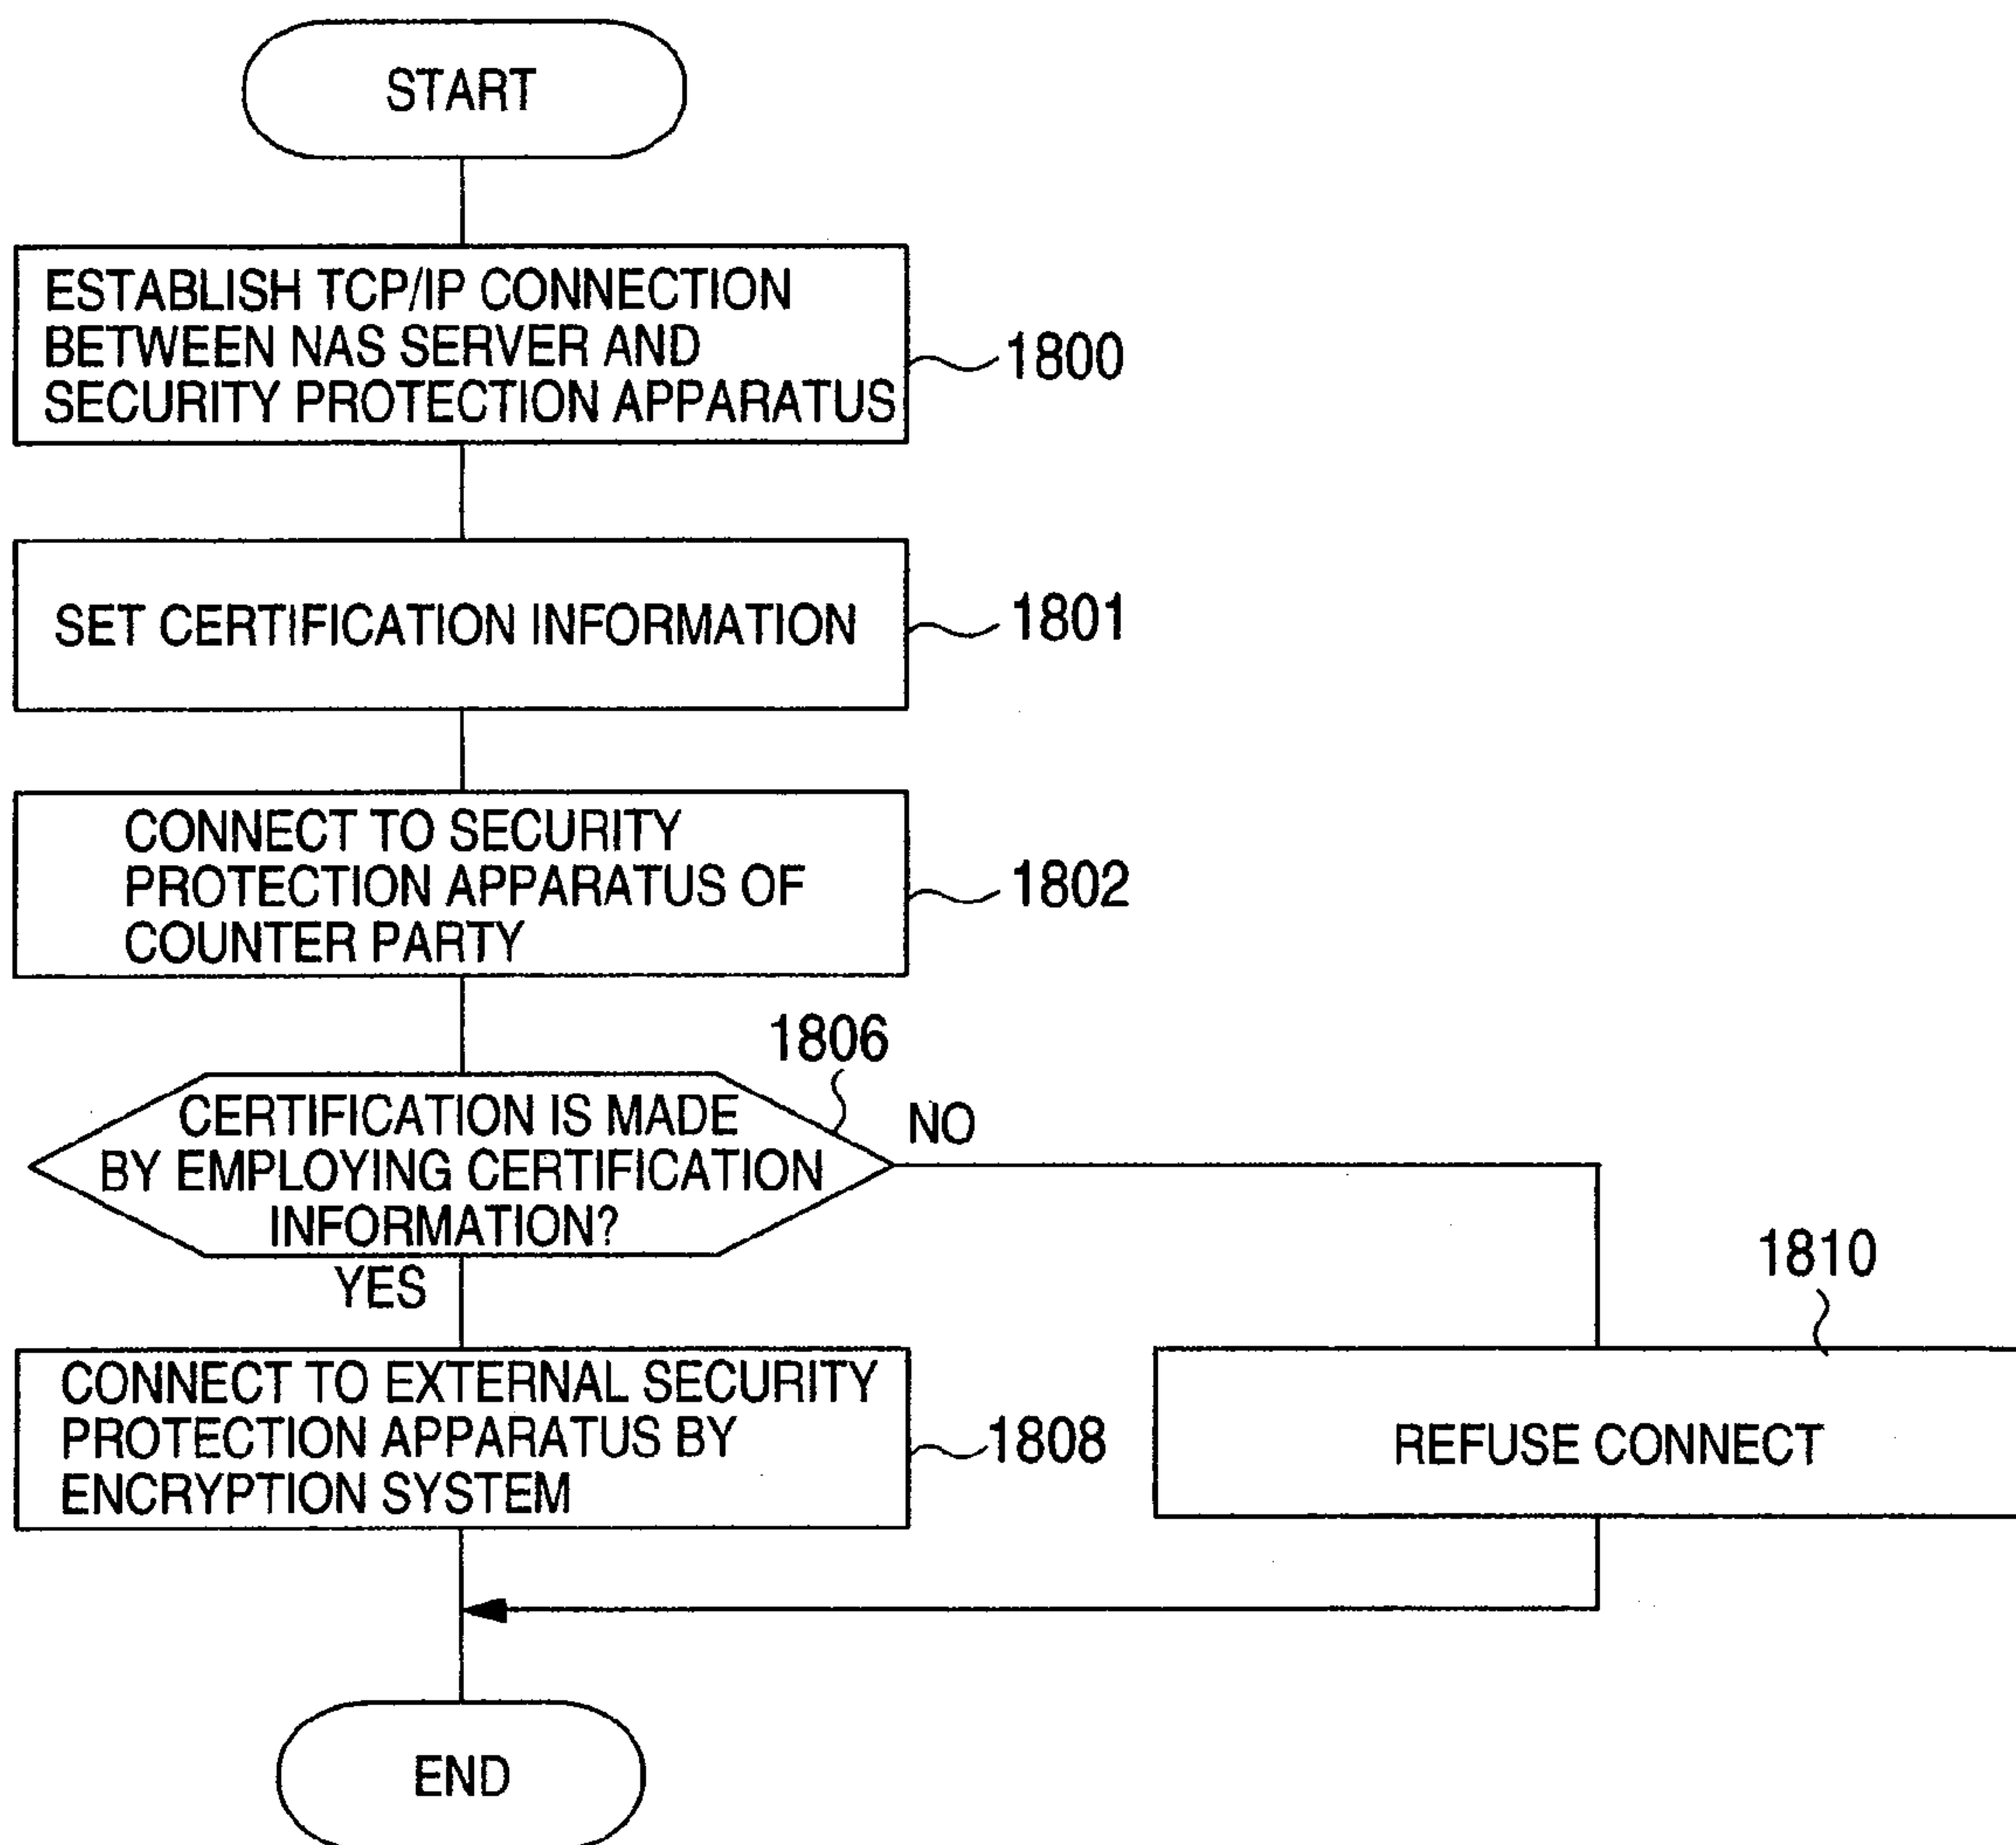 START
ESTABLISH TCP/IP CONNECTION
BETWEEN NAS SERVER AND
SECURITY PROTECTION APPARATUS
1800
SET CERTIFICATION INFORMATION
1801
CONNECT TO SECURITY
PROTECTION APPARATUS OF
COUNTER PARTY
1802
1806
CERTIFICATION IS MADE
BY EMPLOYING CERTIFICATION
INFORMATION?
NO
YES
1810
CONNECT TO EXTERNAL SECURITY
PROTECTION APPARATUS BY
ENCRYPTION SYSTEM
1808
REFUSE CONNECT
END